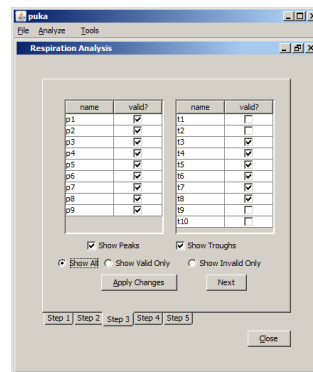 puka
File Analyze Tools
Respiration Analysis
name valid? name valid?
p1 t1
p2 t2
p3 t3
p4 t4
p5 t5
p6 t6
p7 t7
p8 t8
p9 t9
t10
Show Peaks Show Troughs
Show All Show Valid Only Show Invalid Only
Apply Changes Next
Step 1 Step 2 Step 3 Step 4 Step 5
Close